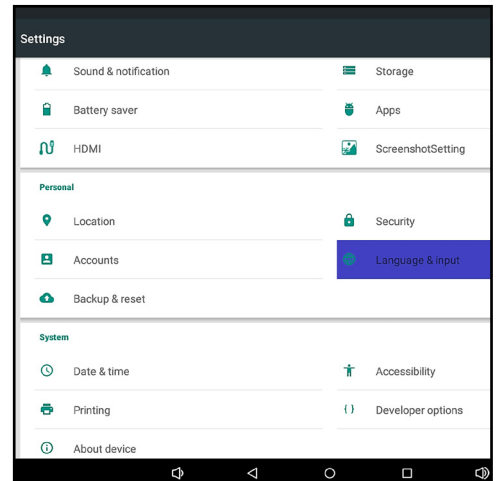 Settings
Sound & notification
Storage
Battery saver
Apps
HDMI
ScreenshotSetting
Personal
Location
Security
Accounts
Language & input
Backup & reset
System
Date & time
Accessibility
Printing
{ } Developer options
About device